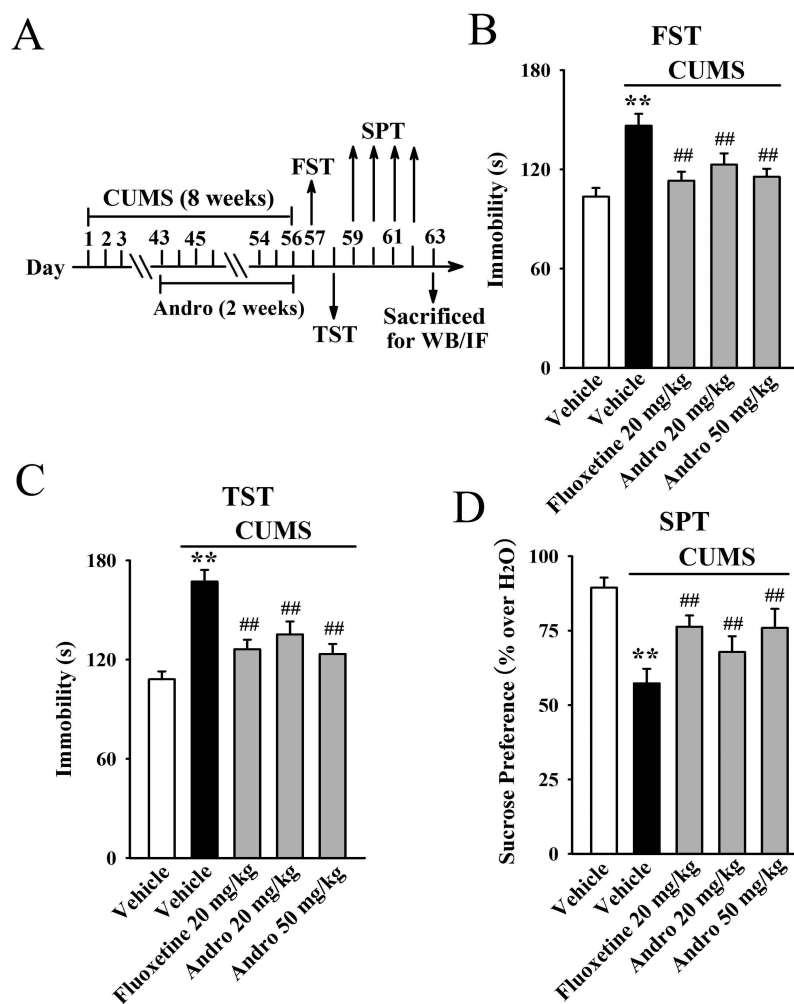 A
SPT
FST
CUMS (8 weeks)
1 2 3 43 45 54 56 57 59 61 63
Day
Andro (2 weeks)
TST
Sacrificed
for WB/IF
B
FST
CUMS
180
120
60
0
Immobility (s)
**
##
##
##
Vehicle
Vehicle
Fluoxetine 20 mg/kg
Andro 20 mg/kg
Andro 50 mg/kg
C
TST
CUMS
180
120
60
0
Immobility (s)
**
##
##
##
Vehicle
Vehicle
Fluoxetine 20 mg/kg
Andro 20 mg/kg
Andro 50 mg/kg
D
SPT
CUMS
100
75
50
25
0
Sucrose Preference (% over H₂O)
**
##
##
##
Vehicle
Vehicle
Fluoxetine 20 mg/kg
Andro 20 mg/kg
Andro 50 mg/kg